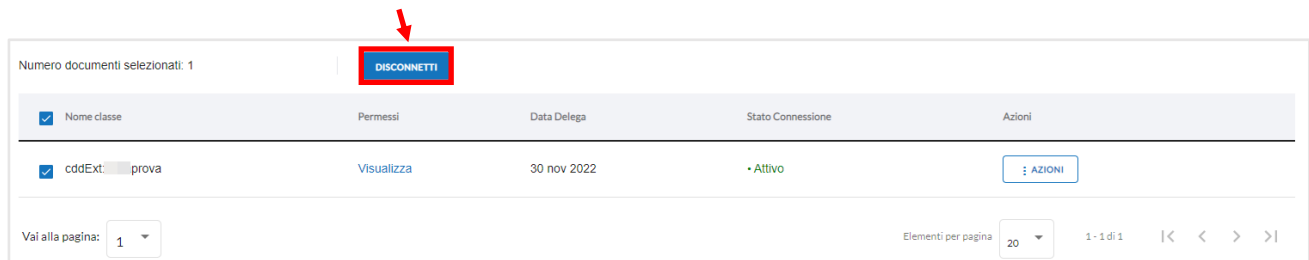 Numero documenti selezionati: 1 DISCONNETTI
Nome classe Permessi Data Delega Stato Connessione Azioni
cddExt: prova Visualizza 30 nov 2022 • Attivo ⋮ AZIONI
Vai alla pagina: 1 Elementi per pagina 20 1 - 1 di 1